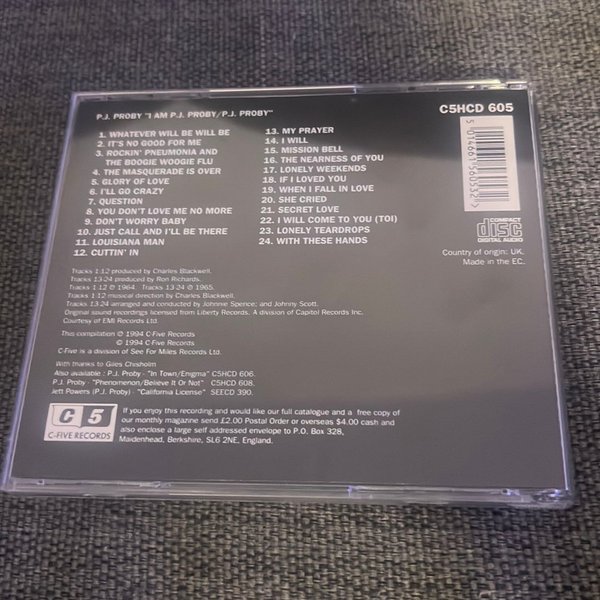 P.J. PROBY "I AM P.J. PROBY/P.J. PROBY"
C5HCD 605
1. WHATEVER WILL BE WILL BE
2. IT'S NO GOOD FOR ME
3. ROCKIN' PNEUMONIA AND
THE BOOGIE WOOGIE FLU
4. THE MASQUERADE IS OVER
5. GLORY OF LOVE
6. I'LL GO CRAZY
7. QUESTION
8. YOU DON'T LOVE ME NO MORE
9. DON'T WORRY BABY
10. JUST CALL AND I'LL BE THERE
11. LOUISIANA MAN
12. CUTTIN' IN
13. MY PRAYER
14. I WILL
15. MISSION BELL
16. THE NEARNESS OF YOU
17. LONELY WEEKENDS
18. IF I LOVED YOU
19. WHEN I FALL IN LOVE
20. SHE CRIED
21. SECRET LOVE
22. I WILL COME TO YOU (TOI)
23. LONELY TEARDROPS
24. WITH THESE HANDS
5 014661 560532
COMPACT
disc
DIGITAL AUDIO
Country of origin: UK.
Made in the EC.
Tracks 1-12 produced by Charles Blackwell.
Tracks 13-24 produced by Ron Richards.
Tracks 1-12 ℗ 1964. Tracks 13-24 ℗ 1965.
Tracks 1-12 musical direction by Charles Blackwell.
Tracks 13-24 arranged and conducted by Johnnie Spence; and Johnny Scott.
Original sound recordings licensed from Liberty Records. A division of Capitol Records Inc.
Courtesy of EMI Records Ltd.
This compilation ℗ 1994 C-Five Records
© 1994 C-Five Records
C-Five is a division of See For Miles Records Ltd.
With thanks to Giles Chisholm
Also available : P.J. Proby - "In Town/Enigma" C5HCD 606.
P.J. Proby - "Phenomenon/Believe It Or Not" C5HCD 608.
Jett Powers (P.J. Proby) - "California License" SEECD 390.
C 5
C-FIVE RECORDS
If you enjoy this recording and would like our full catalogue and a free copy of
our monthly magazine send £2.00 Postal Order or overseas $4.00 cash and
also enclose a large self addressed envelope to P.O. Box 328,
Maidenhead, Berkshire, SL6 2NE, England.